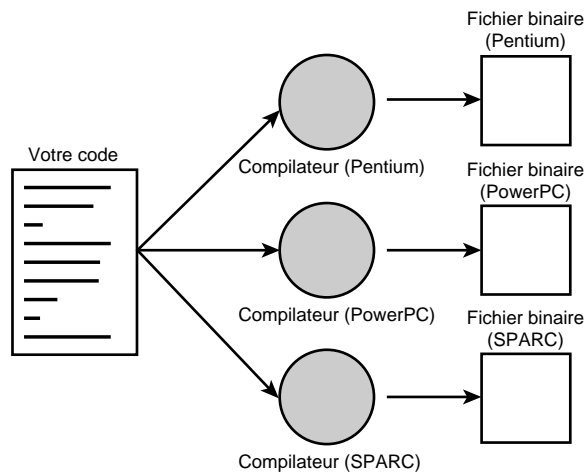 Votre code
Compilateur (Pentium)
Fichier binaire
(Pentium)
Compilateur (PowerPC)
Fichier binaire
(PowerPC)
Compilateur (SPARC)
Fichier binaire
(SPARC)